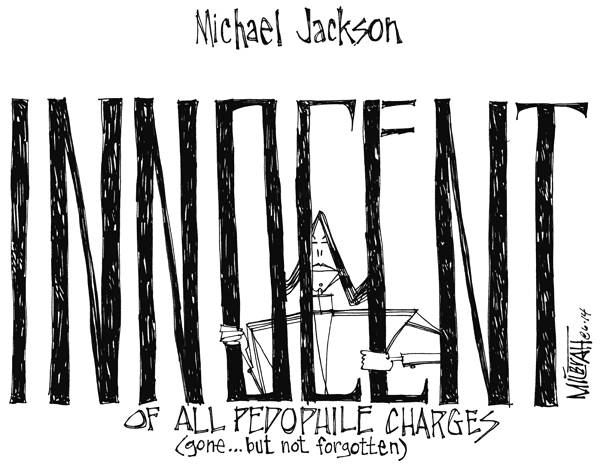 Michael Jackson
INNOCENT
OF ALL PEDOPHILE CHARGES
(gone...but not forgotten)